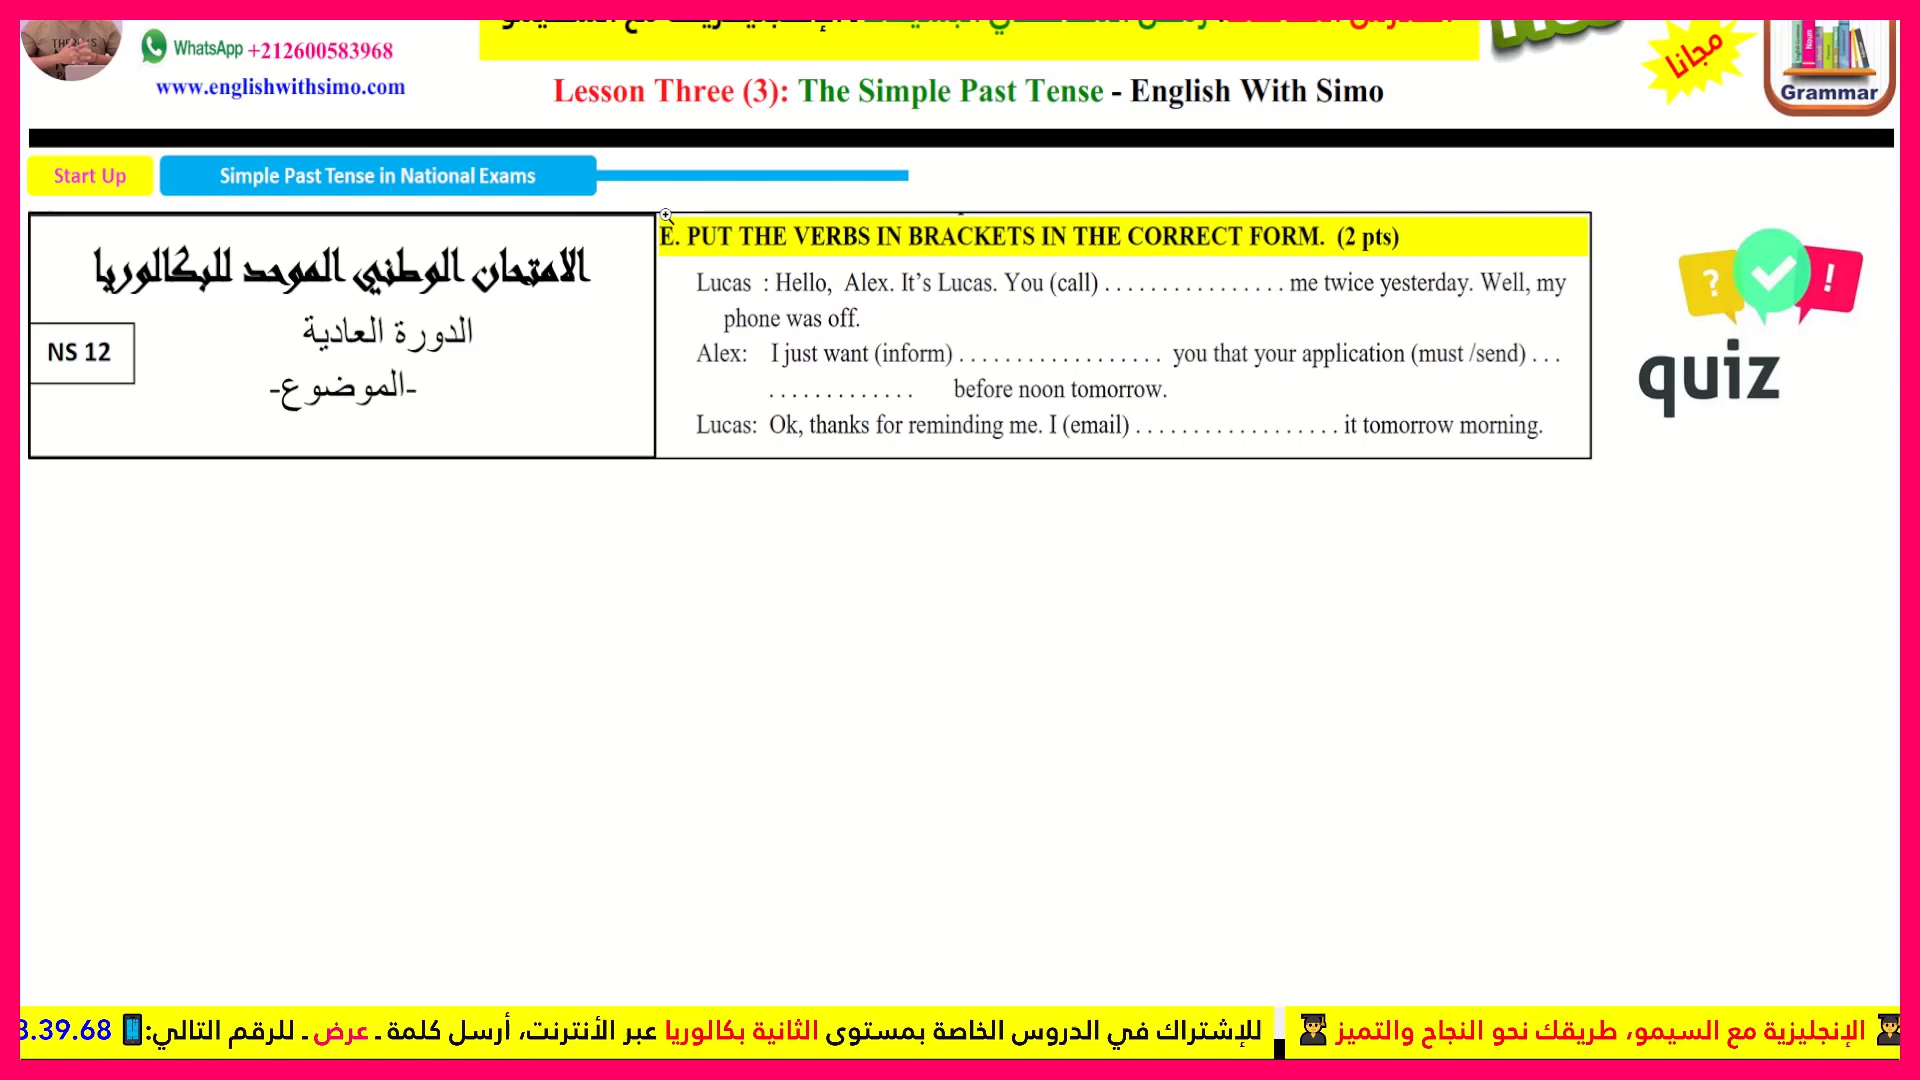 WhatsApp +212600583968
www.englishwithsimo.com
مجانا
Lesson Three (3): The Simple Past Tense - English With Simo
Grammar
Start Up
Simple Past Tense in National Exams
الامتحان الوطني الموحد للبكالوريا
الدورة العادية
-الموضوع-
NS 12
E. PUT THE VERBS IN BRACKETS IN THE CORRECT FORM. (2 pts)
Lucas : Hello, Alex. It's Lucas. You (call) . . . . . . . . . . . . . . . . me twice yesterday. Well, my
phone was off.
Alex: I just want (inform) . . . . . . . . . . . . . . . . . . you that your application (must /send) . . .
. . . . . . . . . . . . . before noon tomorrow.
Lucas: Ok, thanks for reminding me. I (email) . . . . . . . . . . . . . . . . . . it tomorrow morning.
? !
quiz
الإنجليزية مع السيمو، طريقك نحو النجاح والتميز
للإشتراك في الدروس الخاصة بمستوى الثانية بكالوريا عبر الأنترنت، أرسل كلمة ـ عرض ـ للرقم التالي: 3.39.68